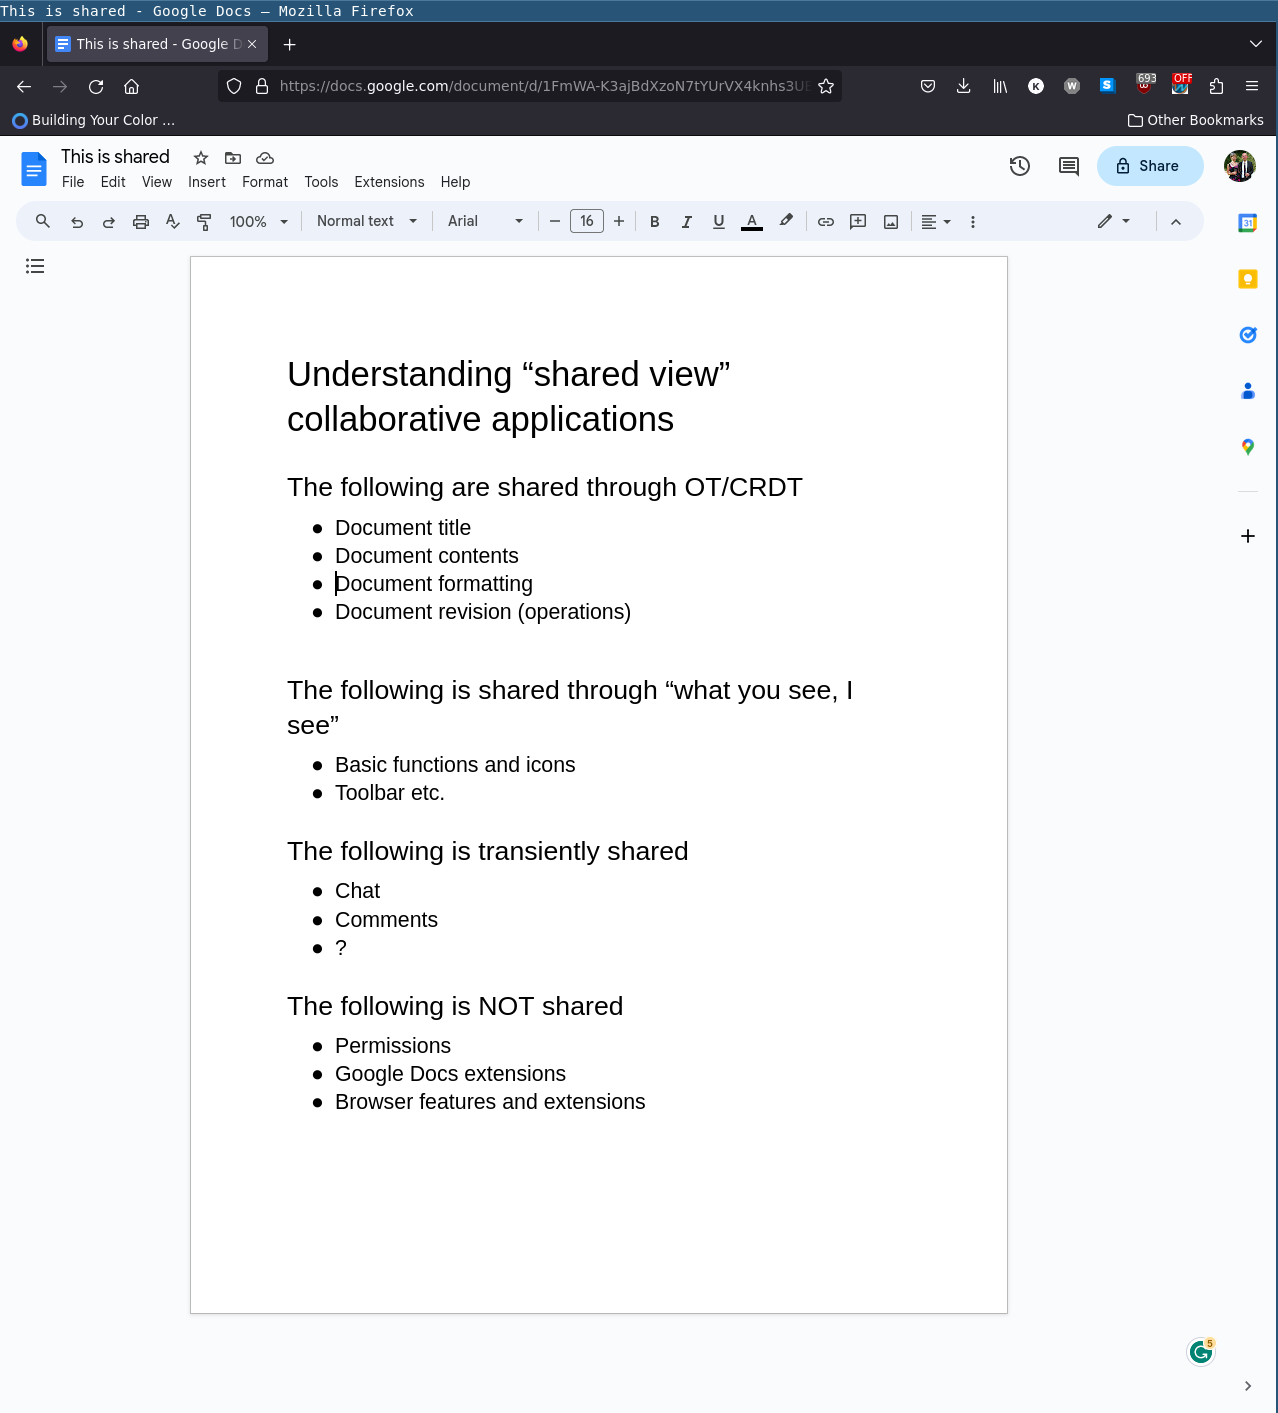 This is shared - Google Docs — Mozilla Firefox
This is shared - Google D
https://docs.google.com/document/d/1FmWA-K3ajBdXzoN7tYUrVX4knhs3UE
K
W
S
693
OFF
Building Your Color ...
Other Bookmarks
This is shared
File Edit View Insert Format Tools Extensions Help
Share
100% Normal text Arial 16 B I U A
31
Understanding “shared view”
collaborative applications
The following are shared through OT/CRDT
● Document title
● Document contents
● Document formatting
● Document revision (operations)
The following is shared through “what you see, I
see”
● Basic functions and icons
● Toolbar etc.
The following is transiently shared
● Chat
● Comments
● ?
The following is NOT shared
● Permissions
● Google Docs extensions
● Browser features and extensions
5